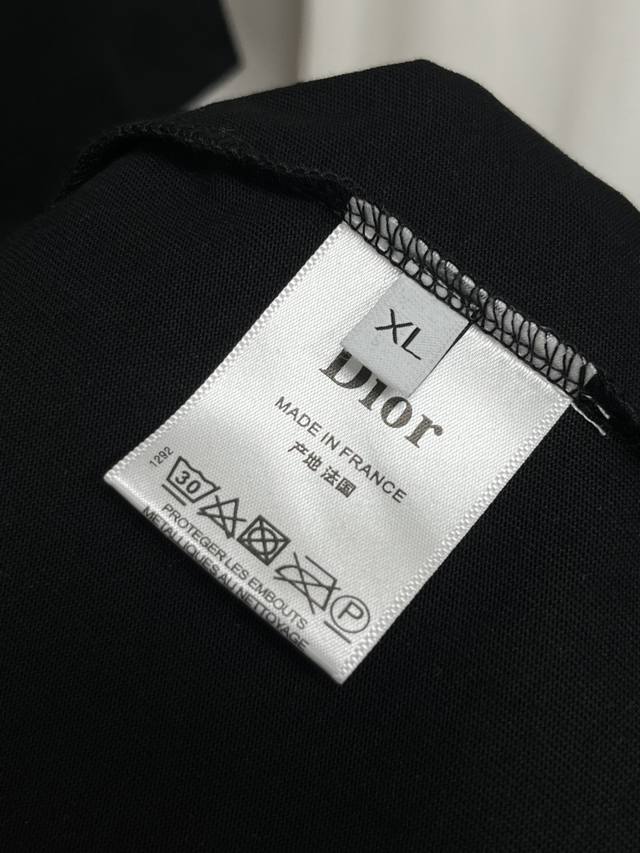 XL
Dior
MADE IN FRANCE
产地 法国
1292
30
P
PROTEGER LES EMBOUTS
METALLIQUES AU NETTOYAGE